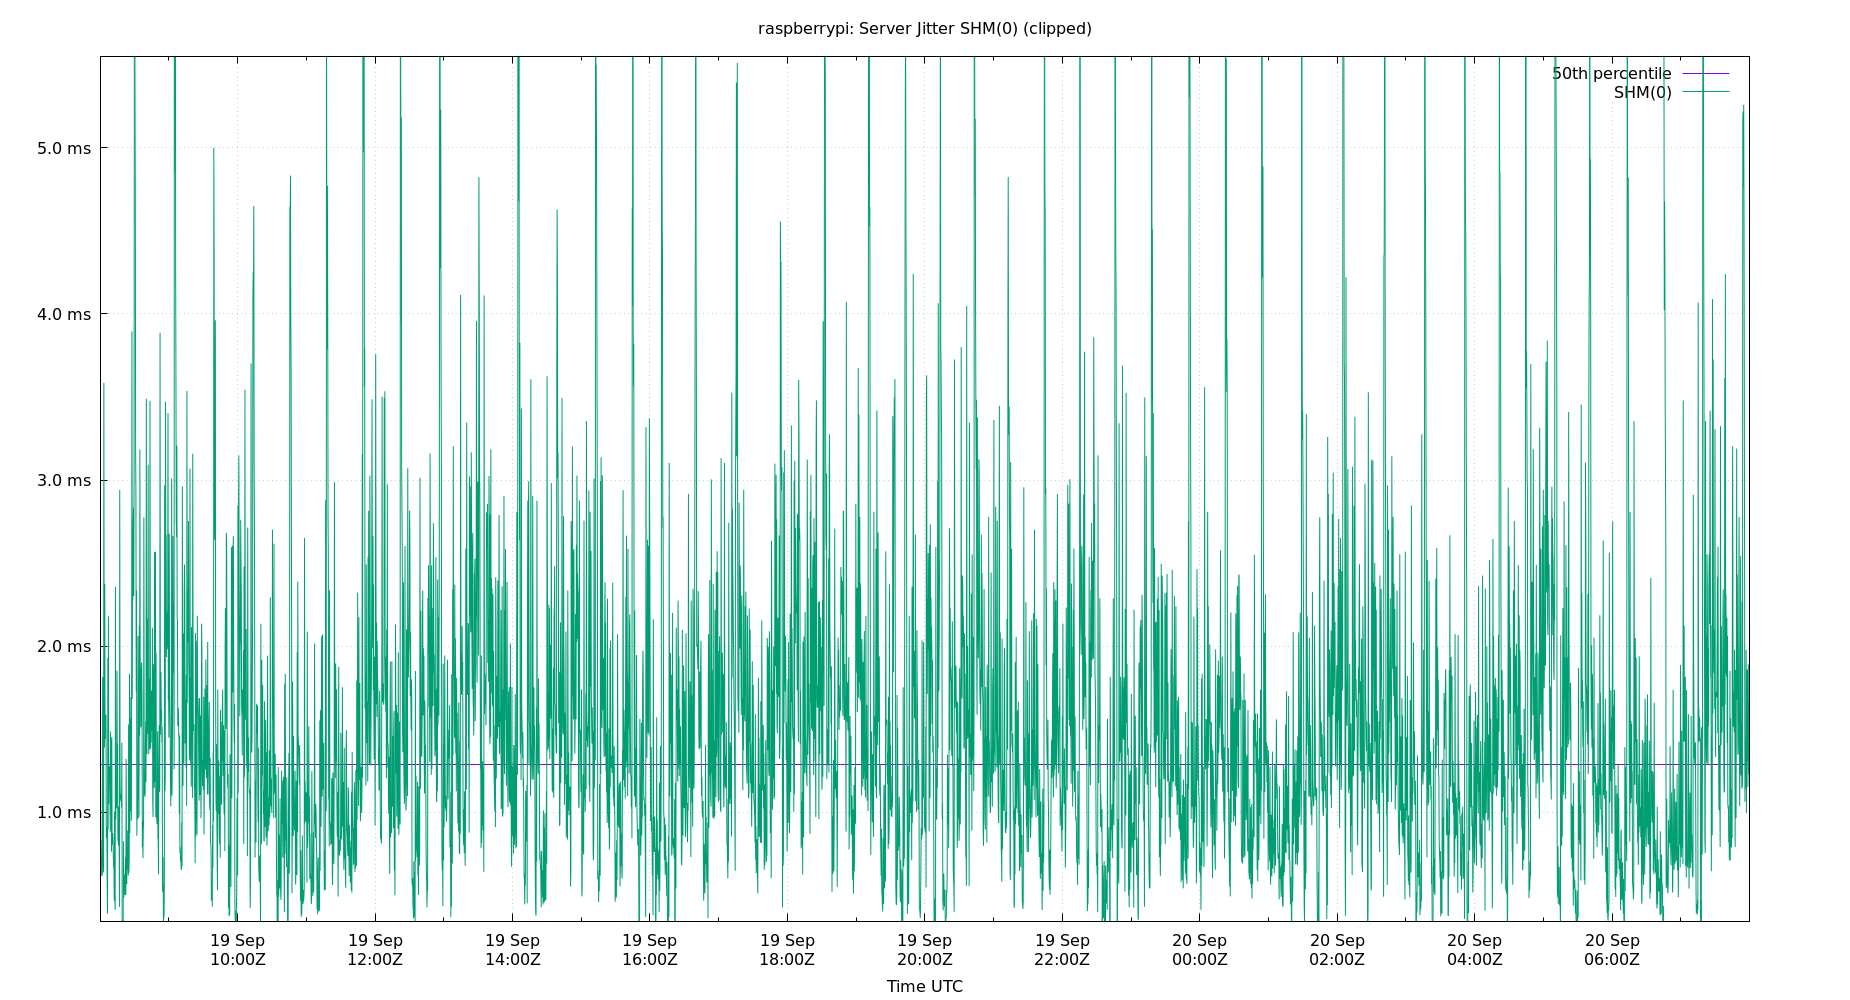 raspberrypi: Server Jitter SHM(0) (clipped)
50th percentile
SHM(0)
5.0 ms
4.0 ms
3.0 ms
2.0 ms
1.0 ms
19 Sep 19 Sep 19 Sep 19 Sep 19 Sep 19 Sep 19 Sep 20 Sep 20 Sep 20 Sep 20 Sep
10:00Z 12:00Z 14:00Z 16:00Z 18:00Z 20:00Z 22:00Z 00:00Z 02:00Z 04:00Z 06:00Z
Time UTC